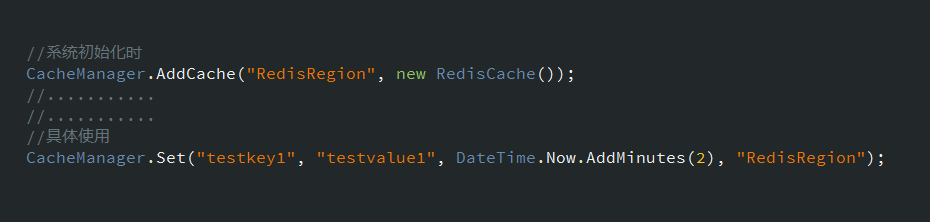 //系统初始化时
CacheManager.AddCache("RedisRegion", new RedisCache());
//...........
//...........
//具体使用
CacheManager.Set("testkey1", "testvalue1", DateTime.Now.AddMinutes(2), "RedisRegion");